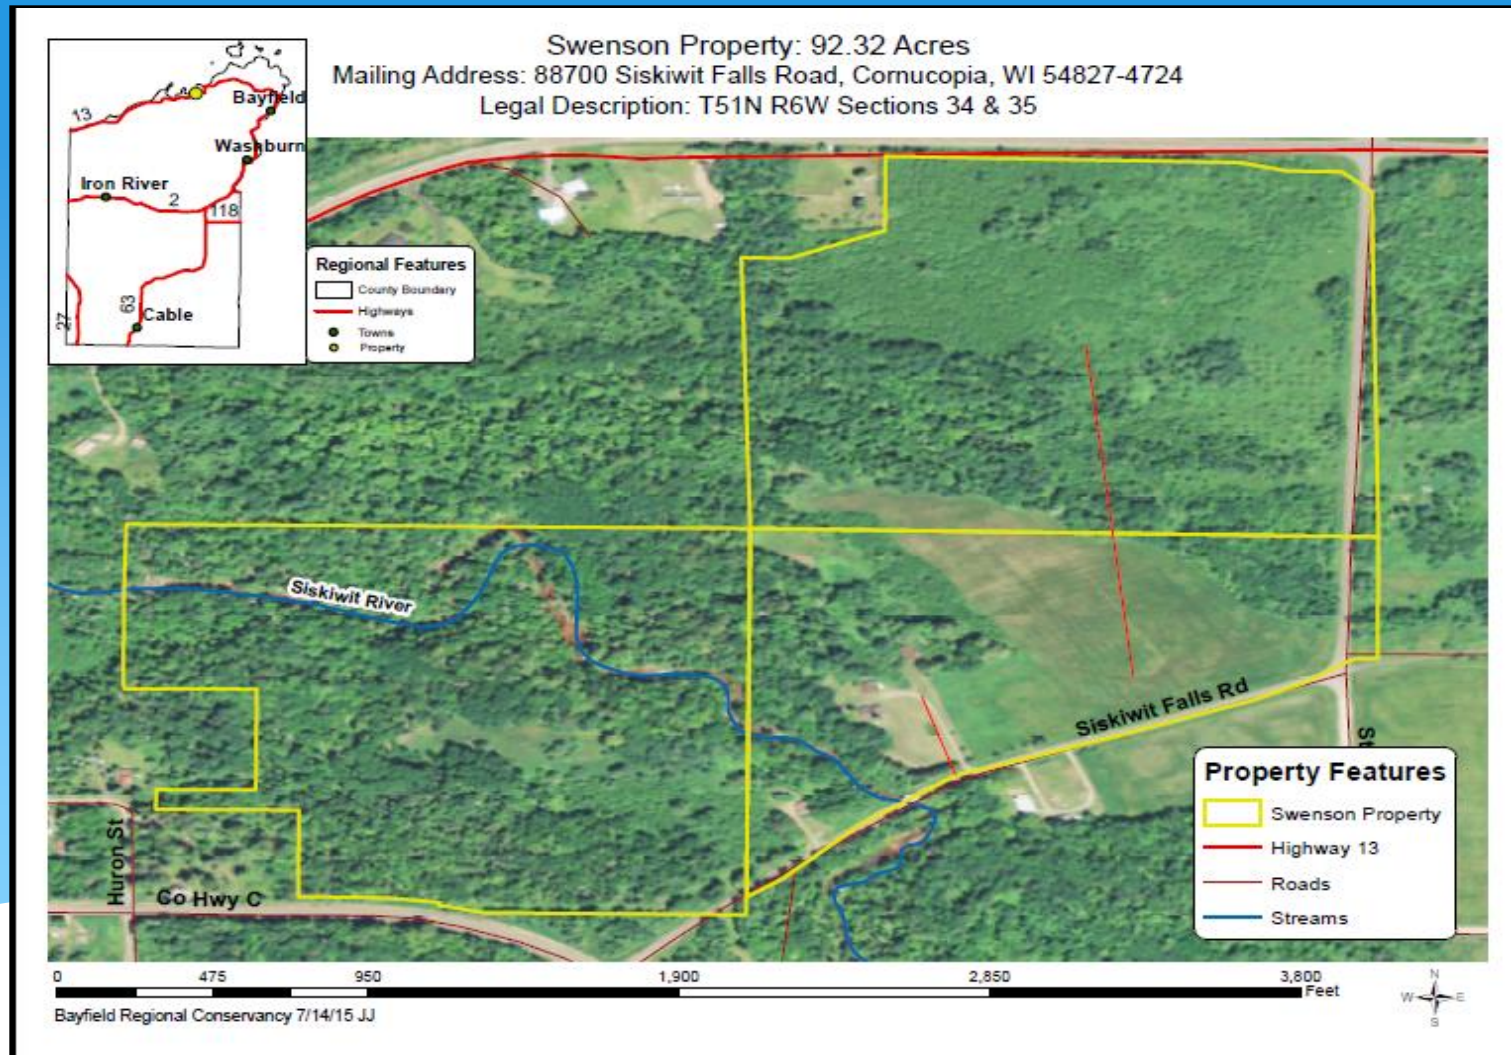 Swenson Property: 92.32 Acres
Mailing Address: 88700 Siskiwit Falls Road, Cornucopia, WI 54827-4724
Legal Description: T51N R6W Sections 34 & 35
13
Bayfield
Washburn
Iron River
2
118
63
Cable
27
Regional Features
County Boundary
Highways
Towns
Property
Siskiwit River
Siskiwit Falls Rd
St
Huron St
Co Hwy C
Property Features
Swenson Property
Highway 13
Roads
Streams
0 475 950 1,900 2,850 3,800
Feet
N
W E
S
Bayfield Regional Conservancy 7/14/15 JJ